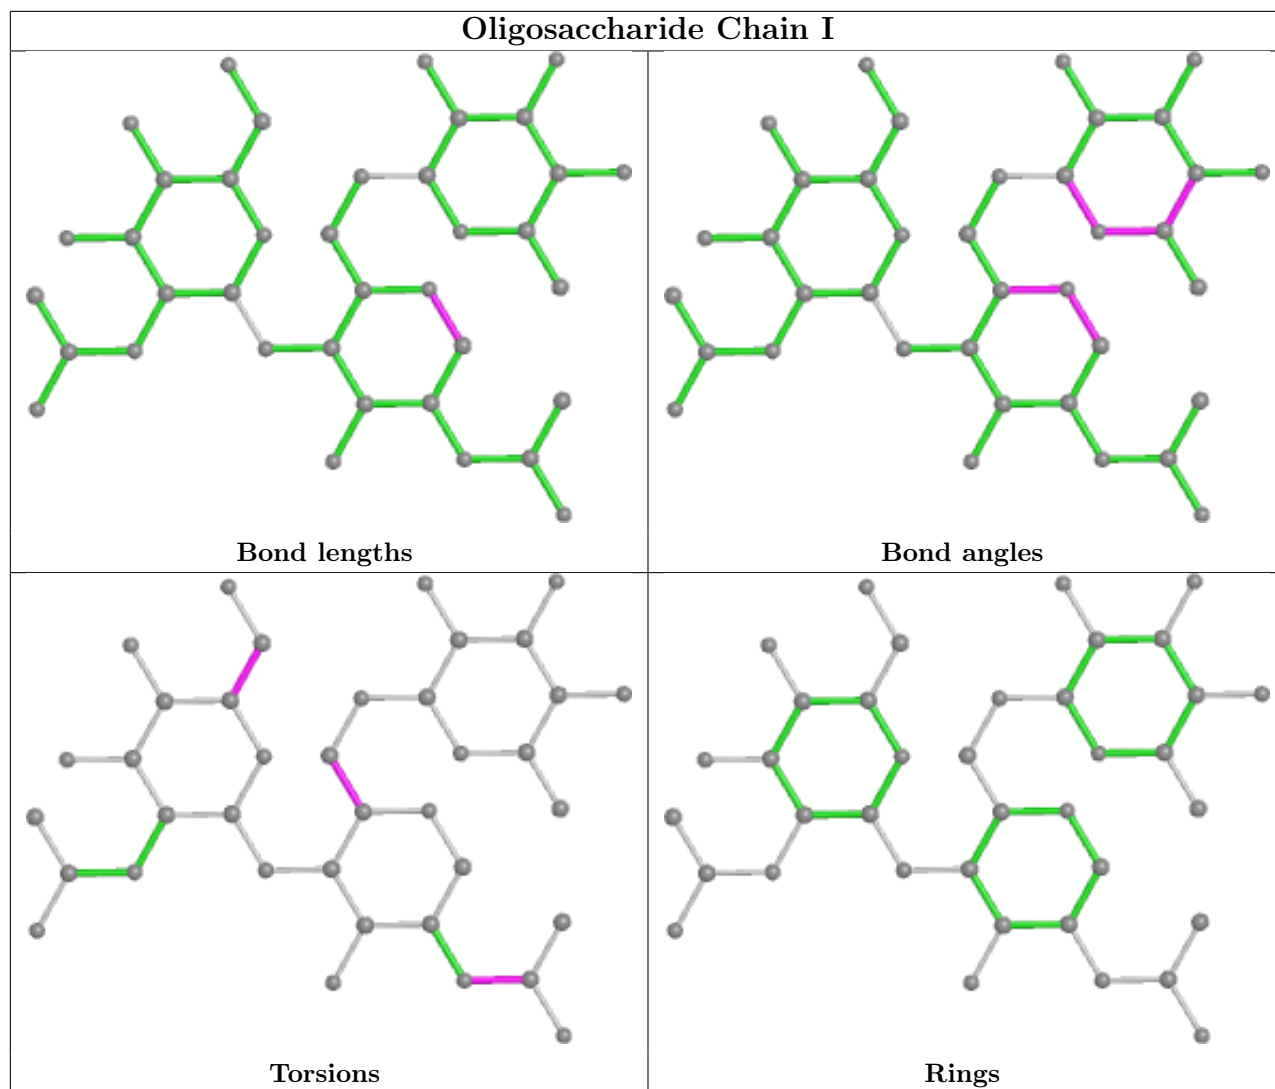 Oligosaccharide Chain I
Bond lengths
Bond angles
Torsions
Rings